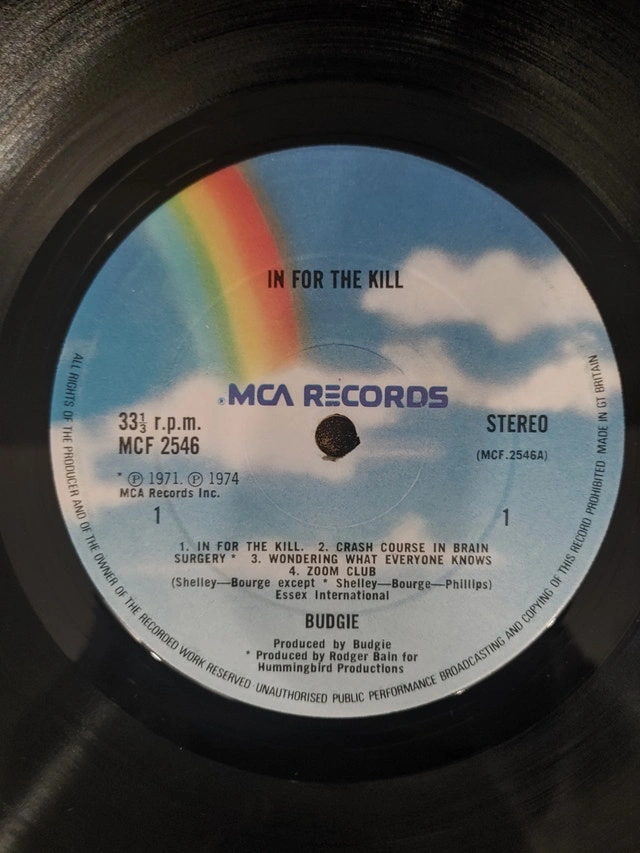 IN FOR THE KILL
® MCA RECORDS
33⅓ r.p.m.
MCF 2546
STEREO
(MCF.2546A)
* ℗ 1971. ℗ 1974
MCA Records Inc.
1
1
1. IN FOR THE KILL. 2. CRASH COURSE IN BRAIN
SURGERY * 3. WONDERING WHAT EVERYONE KNOWS
4. ZOOM CLUB
(Shelley—Bourge except * Shelley—Bourge—Phillips)
Essex International
BUDGIE
Produced by Budgie
* Produced by Rodger Bain for
Hummingbird Productions
ALL RIGHTS OF THE PRODUCER AND OF THE OWNER OF THE RECORDED WORK RESERVED · UNAUTHORISED PUBLIC PERFORMANCE BROADCASTING AND COPYING OF THIS RECORD PROHIBITED MADE IN GT BRITAIN